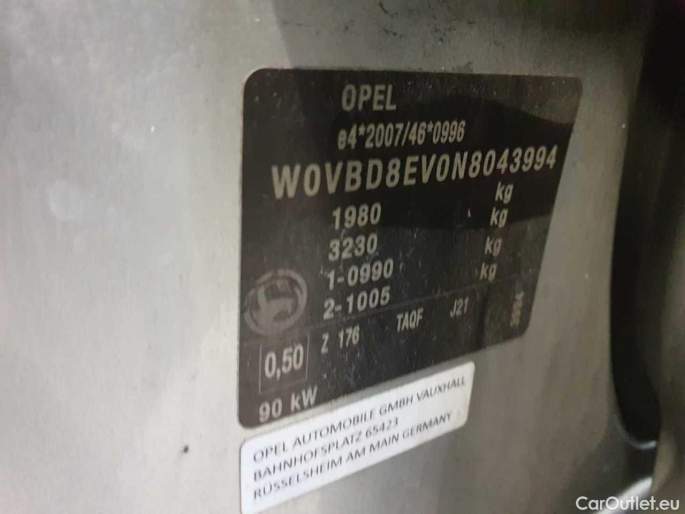 OPEL
e4*2007/46*0996
W0VBD8EV0N8043994
1980 kg
3230 kg
1-0990 kg
2-1005 kg
0,50 Z 176 TAQF J21
90 kW
OPEL AUTOMOBILE GMBH VAUXHALL
BAHNHOFSPLATZ 65423
RÜSSELSHEIM AM MAIN GERMANY
CarOutlet.eu